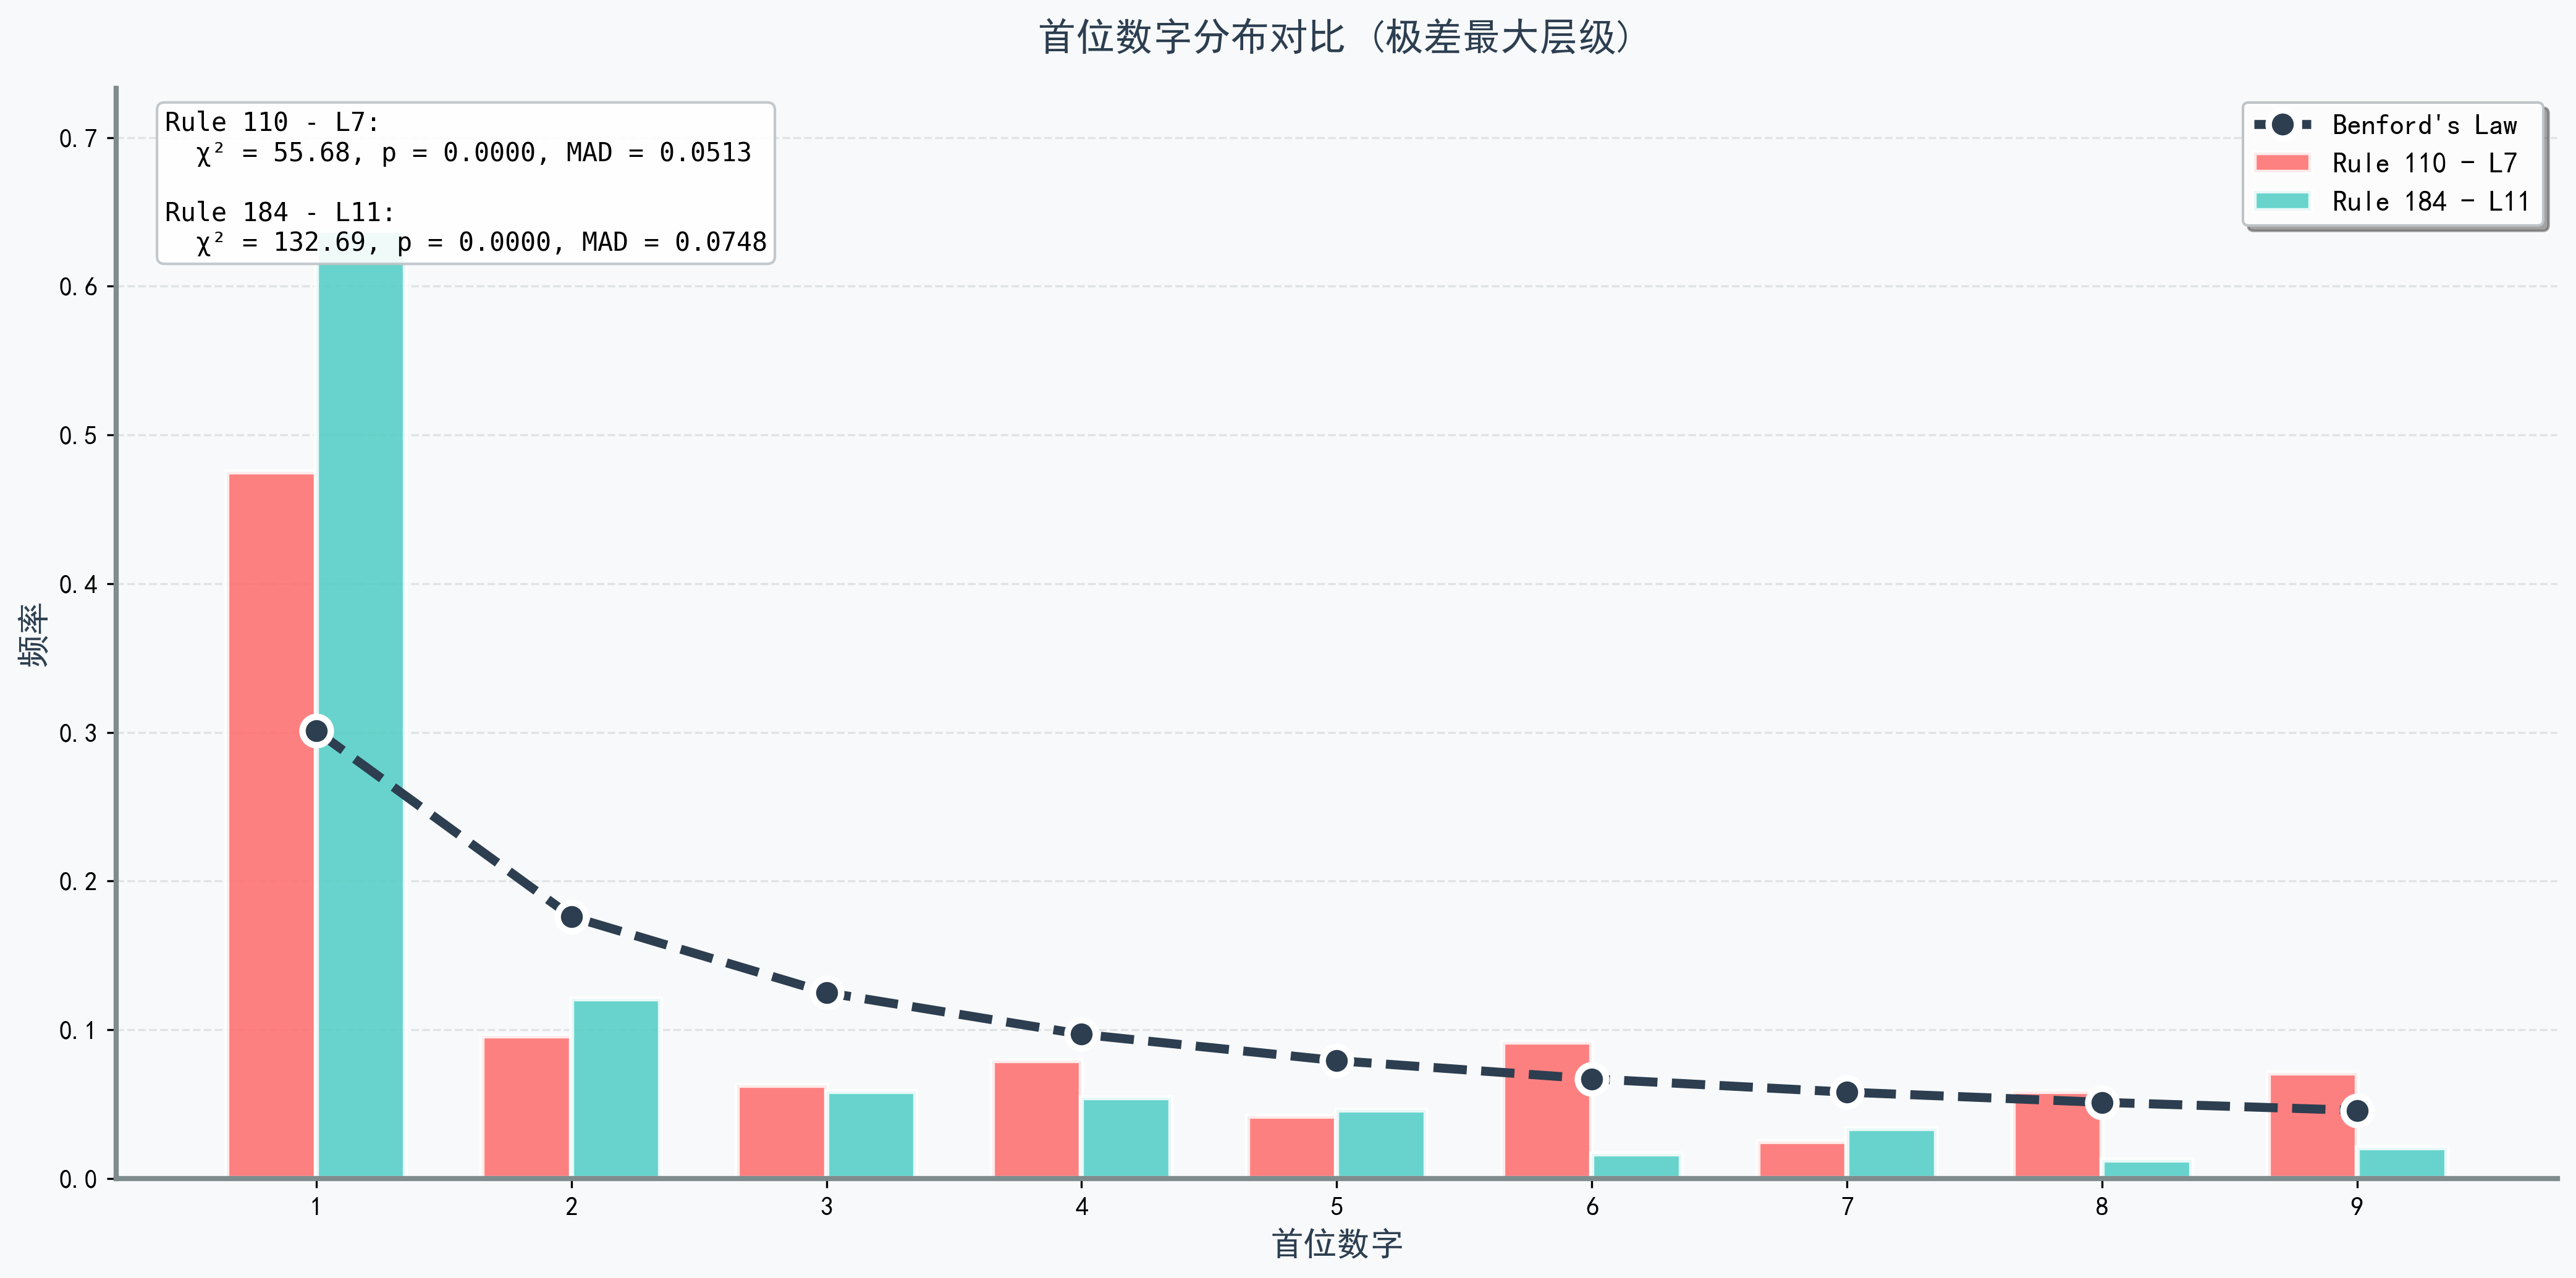 首位数字分布对比 (极差最大层级)
Rule 110 - L7:
χ² = 55.68, p = 0.0000, MAD = 0.0513
Rule 184 - L11:
χ² = 132.69, p = 0.0000, MAD = 0.0748
Benford's Law
Rule 110 - L7
Rule 184 - L11
0.7
0.6
0.5
0.4
0.3
0.2
0.1
0.0
频率
1 2 3 4 5 6 7 8 9
首位数字